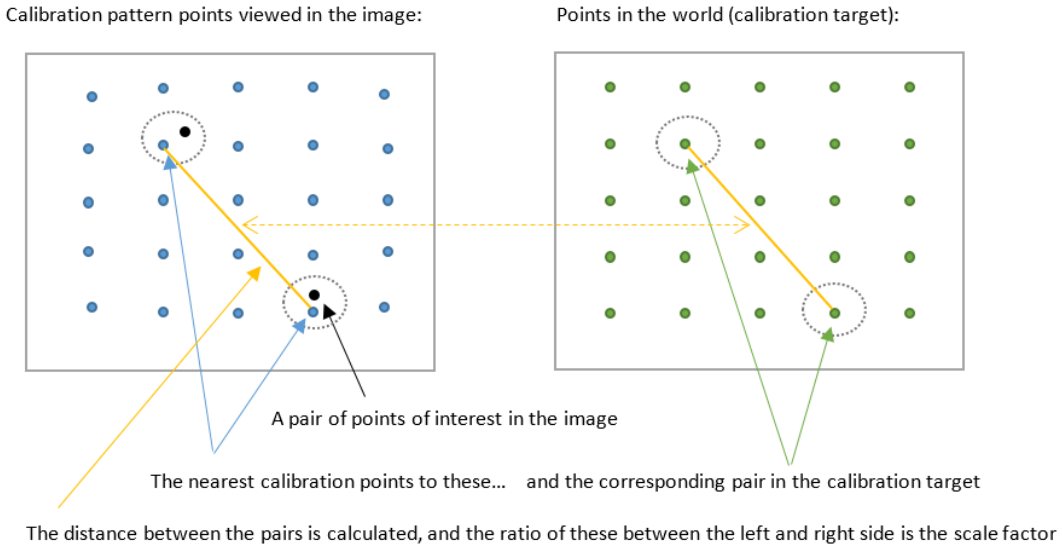 Calibration pattern points viewed in the image:
Points in the world (calibration target):
A pair of points of interest in the image
The nearest calibration points to these...
and the corresponding pair in the calibration target
The distance between the pairs is calculated, and the ratio of these between the left and right side is the scale factor